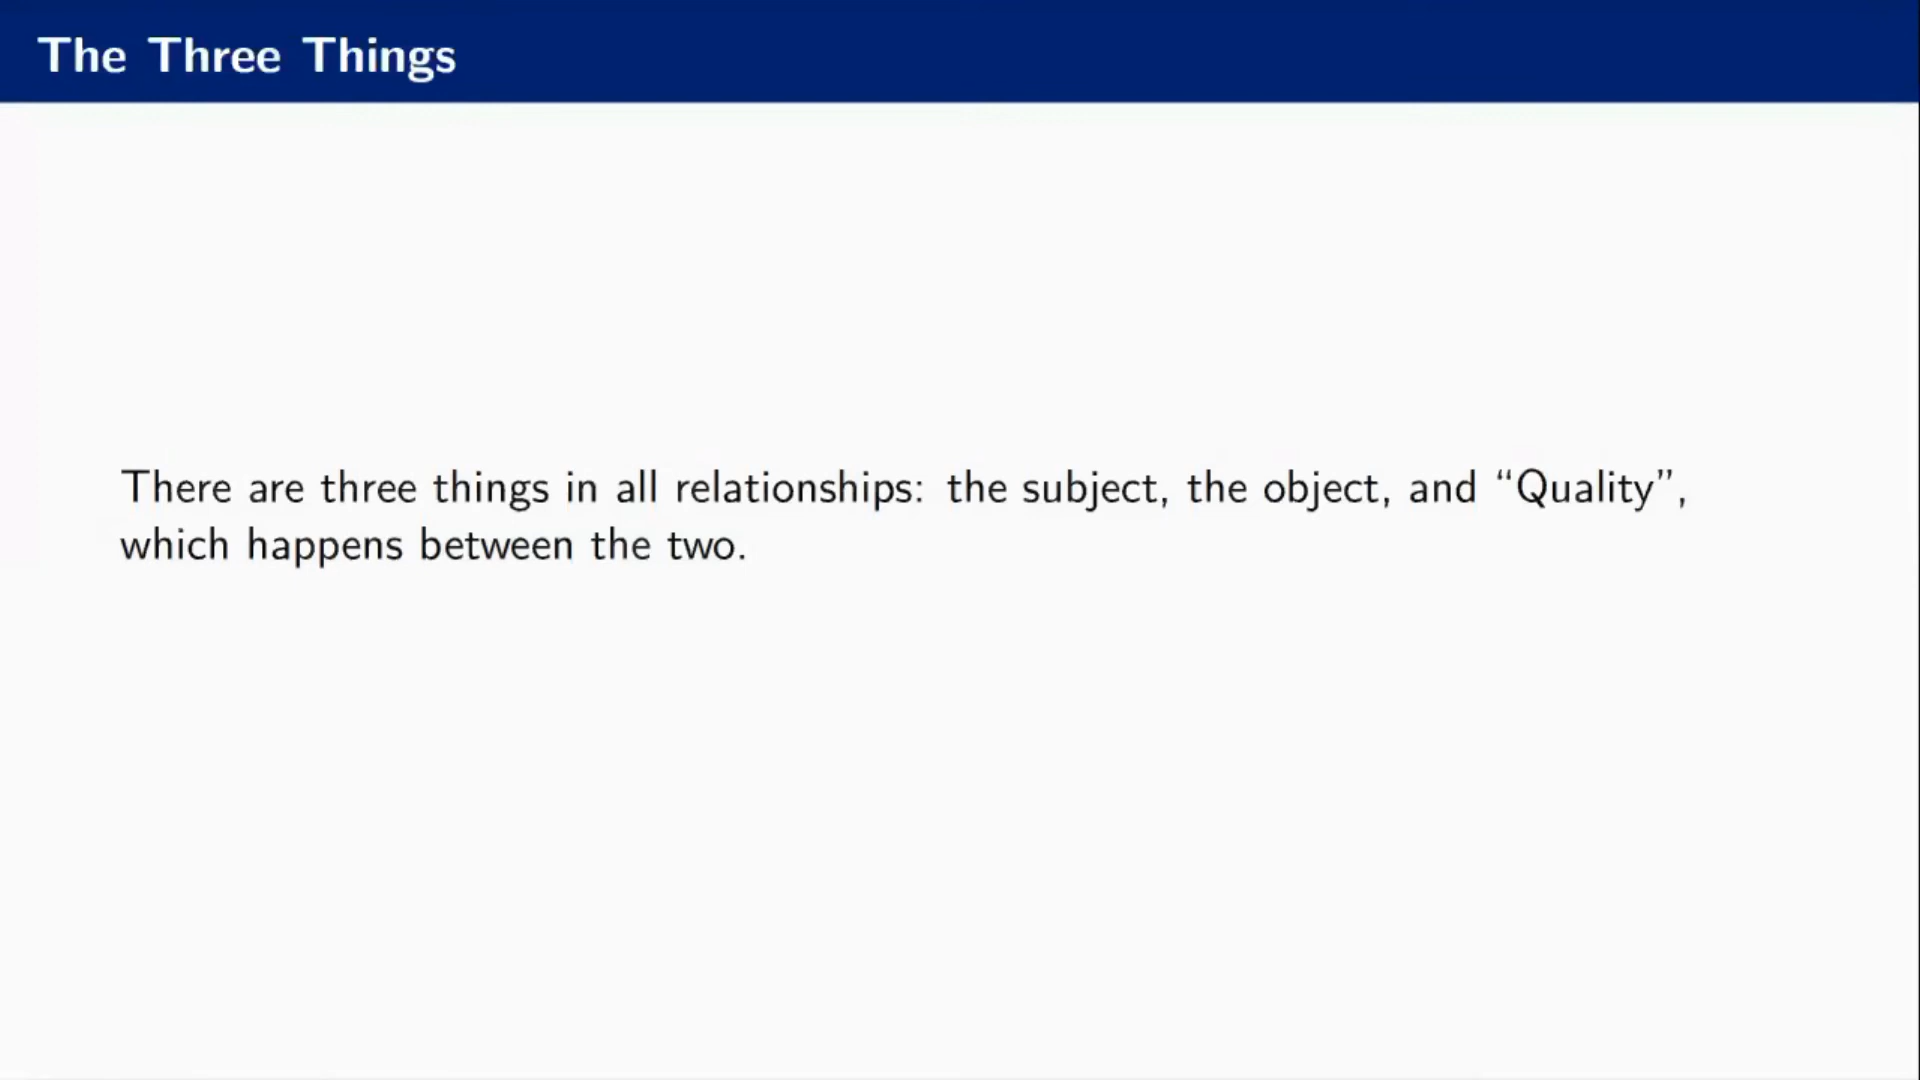 The Three Things
There are three things in all relationships: the subject, the object, and “Quality”,
which happens between the two.